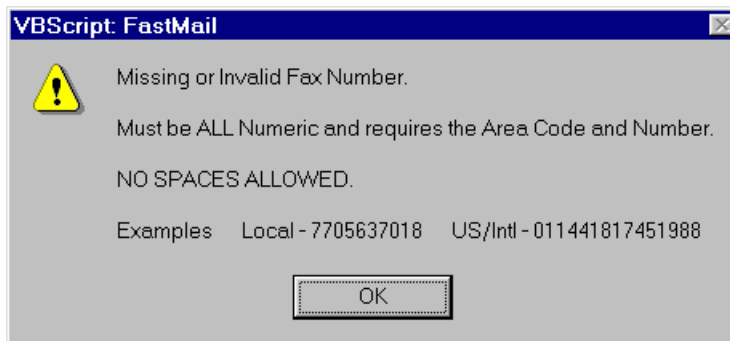 VBScript: FastMail
Missing or Invalid Fax Number.
Must be ALL Numeric and requires the Area Code and Number.
NO SPACES ALLOWED.
Examples Local - 7705637018 US/Intl - 011441817451988
OK